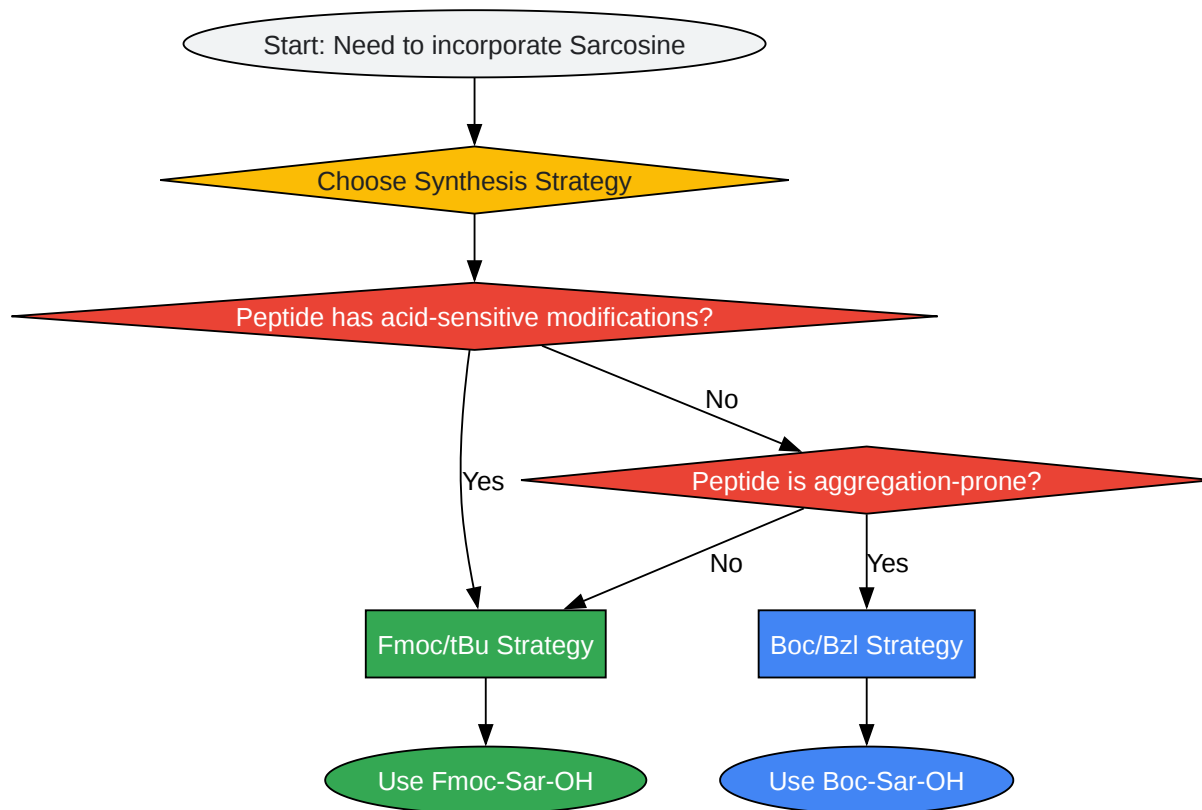 Start: Need to incorporate Sarcosine
Choose Synthesis Strategy
Peptide has acid-sensitive modifications?
No
Yes
Peptide is aggregation-prone?
No
Yes
Fmoc/tBu Strategy
Boc/Bzl Strategy
Use Fmoc-Sar-OH
Use Boc-Sar-OH